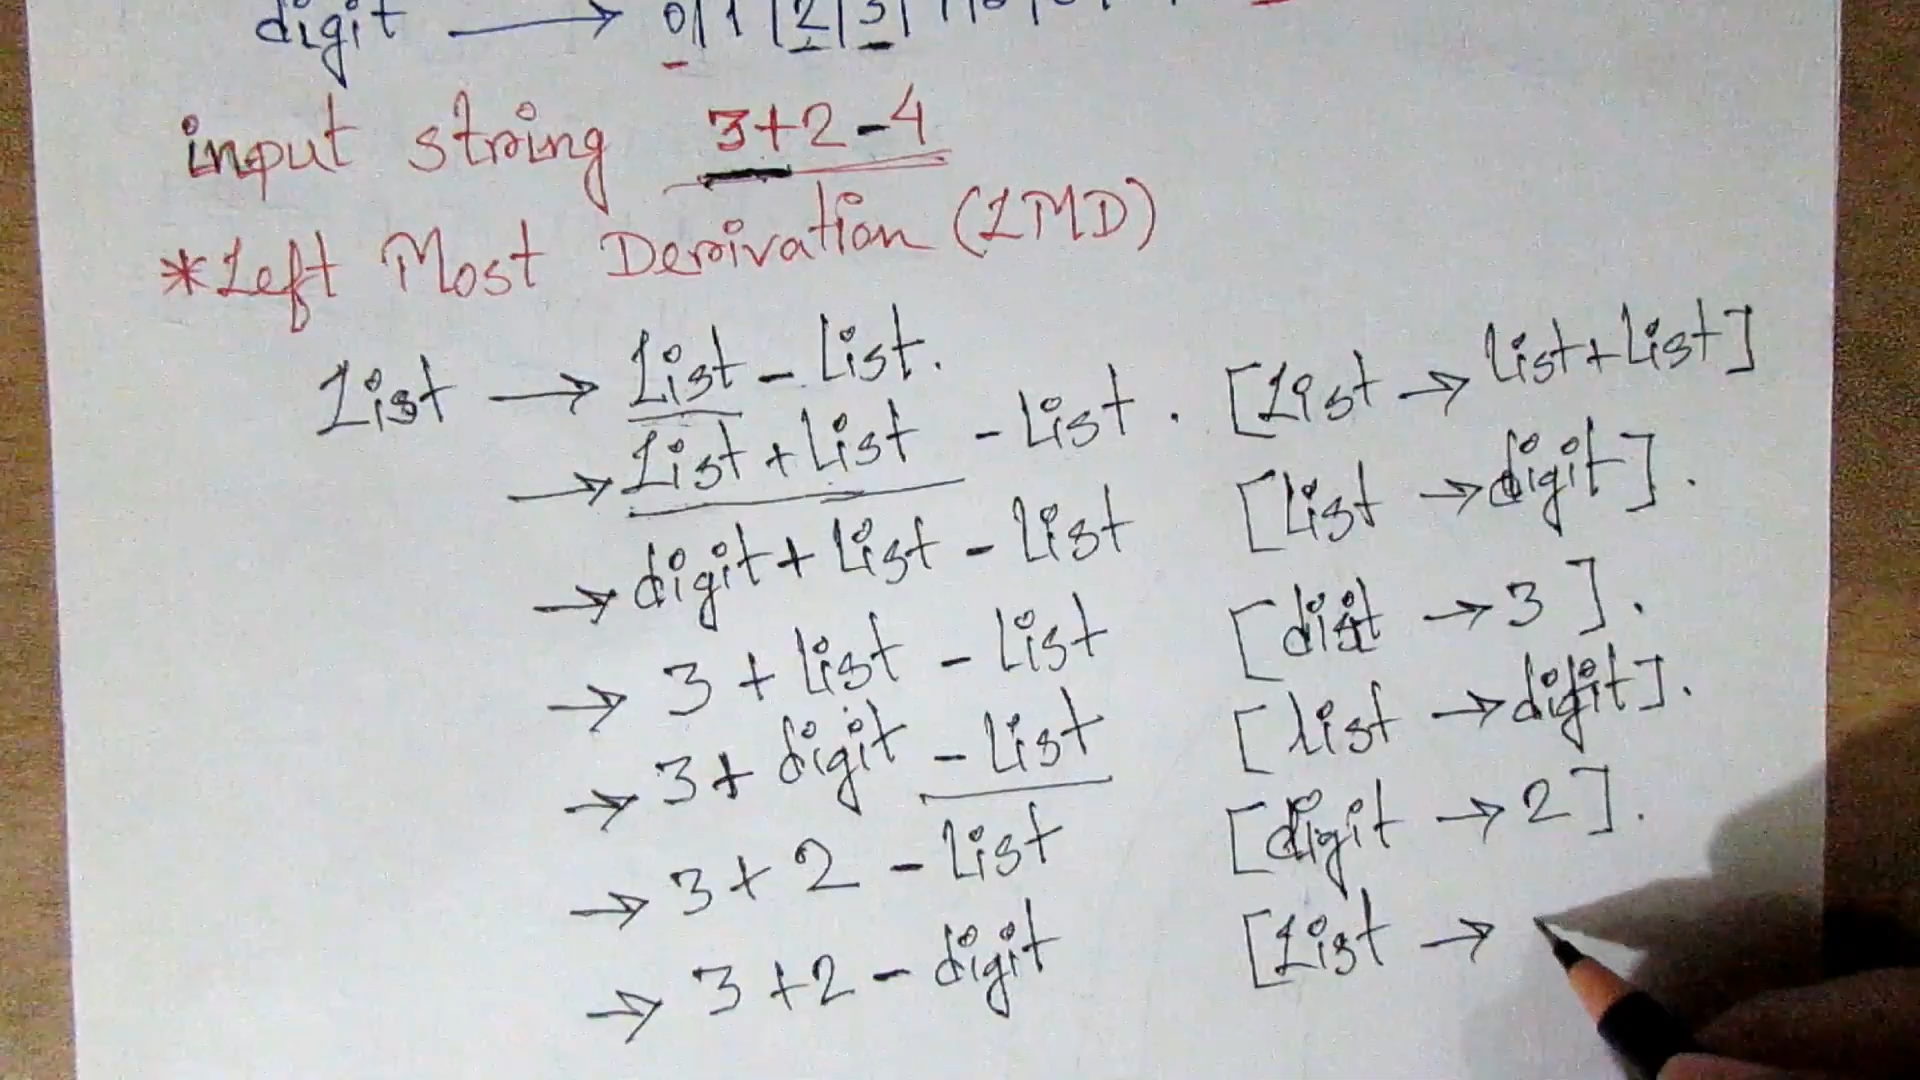 digit → 0|1|2|3|
input string 3+2-4
*Left Most Derivation (LMD)
List → List - List.
→ List + List - List. [List → List + List]
→ digit + List - List [List → digit].
→ 3 + List - List [digit → 3].
→ 3 + digit - List [list → digit].
→ 3 + 2 - List [digit → 2].
→ 3 + 2 - digit [List →